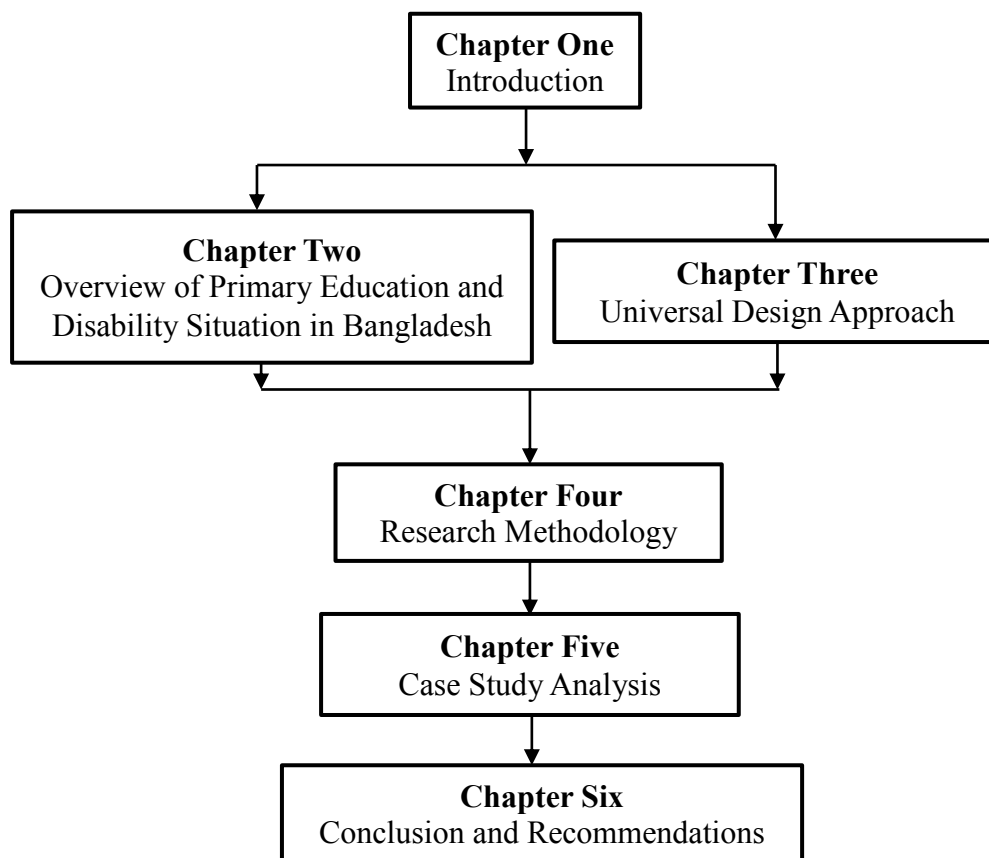 Chapter One
Introduction
Chapter Two
Overview of Primary Education and
Disability Situation in Bangladesh
Chapter Three
Universal Design Approach
Chapter Four
Research Methodology
Chapter Five
Case Study Analysis
Chapter Six
Conclusion and Recommendations